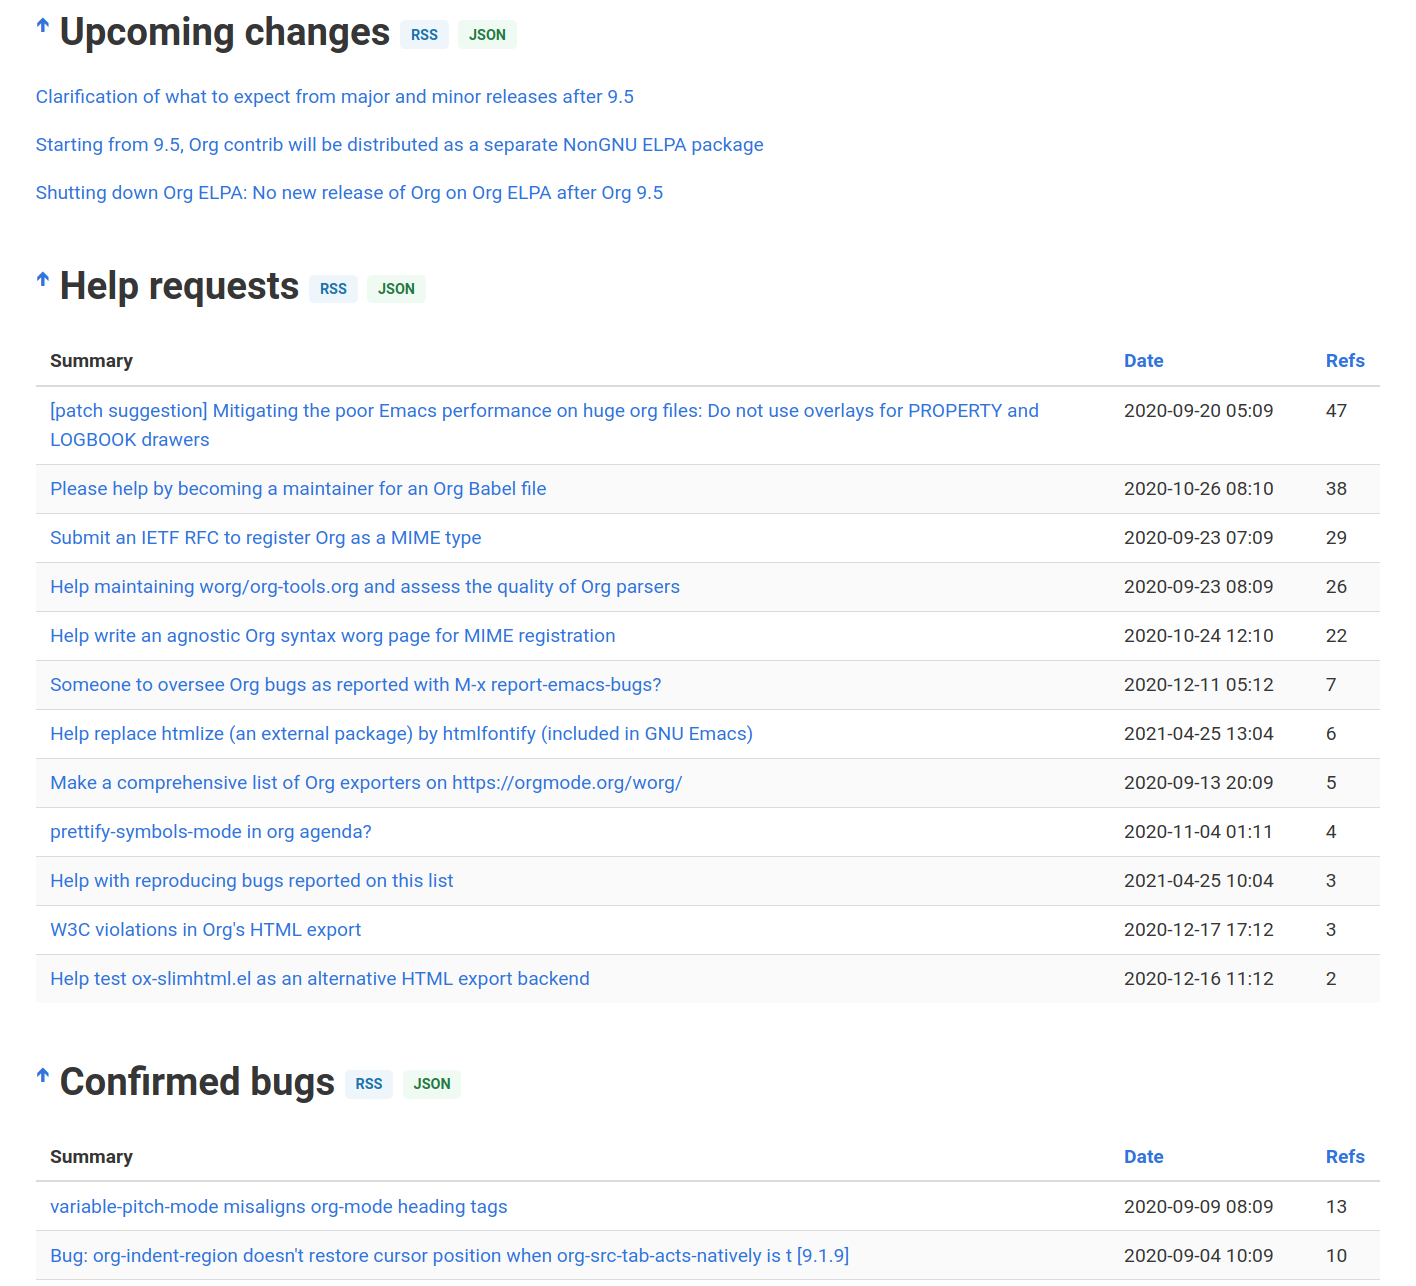 ↑ Upcoming changes RSS JSON
Clarification of what to expect from major and minor releases after 9.5
Starting from 9.5, Org contrib will be distributed as a separate NonGNU ELPA package
Shutting down Org ELPA: No new release of Org on Org ELPA after Org 9.5
↑ Help requests RSS JSON
Summary Date Refs
[patch suggestion] Mitigating the poor Emacs performance on huge org files: Do not use overlays for PROPERTY and 2020-09-20 05:09 47
LOGBOOK drawers
Please help by becoming a maintainer for an Org Babel file 2020-10-26 08:10 38
Submit an IETF RFC to register Org as a MIME type 2020-09-23 07:09 29
Help maintaining worg/org-tools.org and assess the quality of Org parsers 2020-09-23 08:09 26
Help write an agnostic Org syntax worg page for MIME registration 2020-10-24 12:10 22
Someone to oversee Org bugs as reported with M-x report-emacs-bugs? 2020-12-11 05:12 7
Help replace htmlize (an external package) by htmlfontify (included in GNU Emacs) 2021-04-25 13:04 6
Make a comprehensive list of Org exporters on https://orgmode.org/worg/ 2020-09-13 20:09 5
prettify-symbols-mode in org agenda? 2020-11-04 01:11 4
Help with reproducing bugs reported on this list 2021-04-25 10:04 3
W3C violations in Org's HTML export 2020-12-17 17:12 3
Help test ox-slimhtml.el as an alternative HTML export backend 2020-12-16 11:12 2
↑ Confirmed bugs RSS JSON
Summary Date Refs
variable-pitch-mode misaligns org-mode heading tags 2020-09-09 08:09 13
Bug: org-indent-region doesn't restore cursor position when org-src-tab-acts-natively is t [9.1.9] 2020-09-04 10:09 10